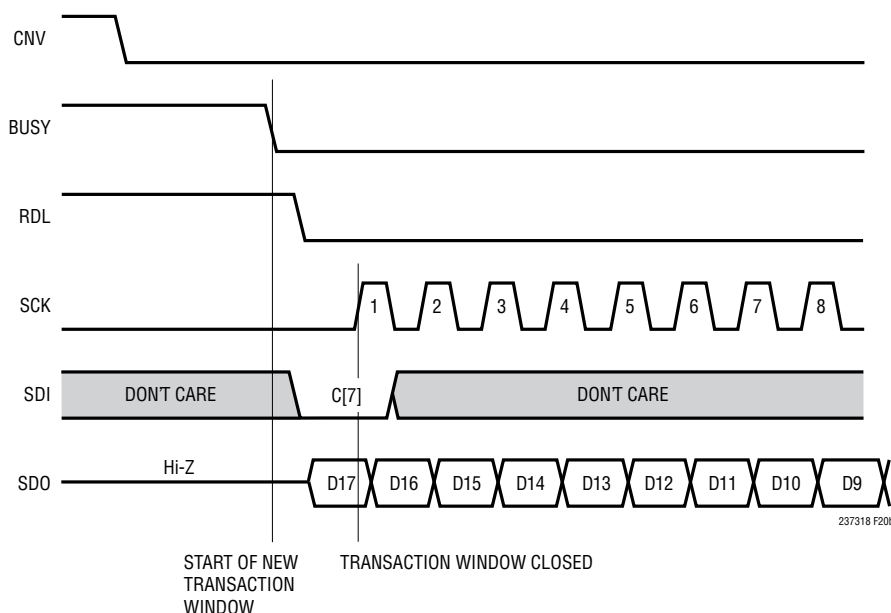 CNV
BUSY
RDL
SCK
1 2 3 4 5 6 7 8
SDI
DON'T CARE
C[7]
DON'T CARE
SDO
Hi-Z
D17 D16 D15 D14 D13 D12 D11 D10 D9
237318 F20b
START OF NEW
TRANSACTION
WINDOW
TRANSACTION WINDOW CLOSED